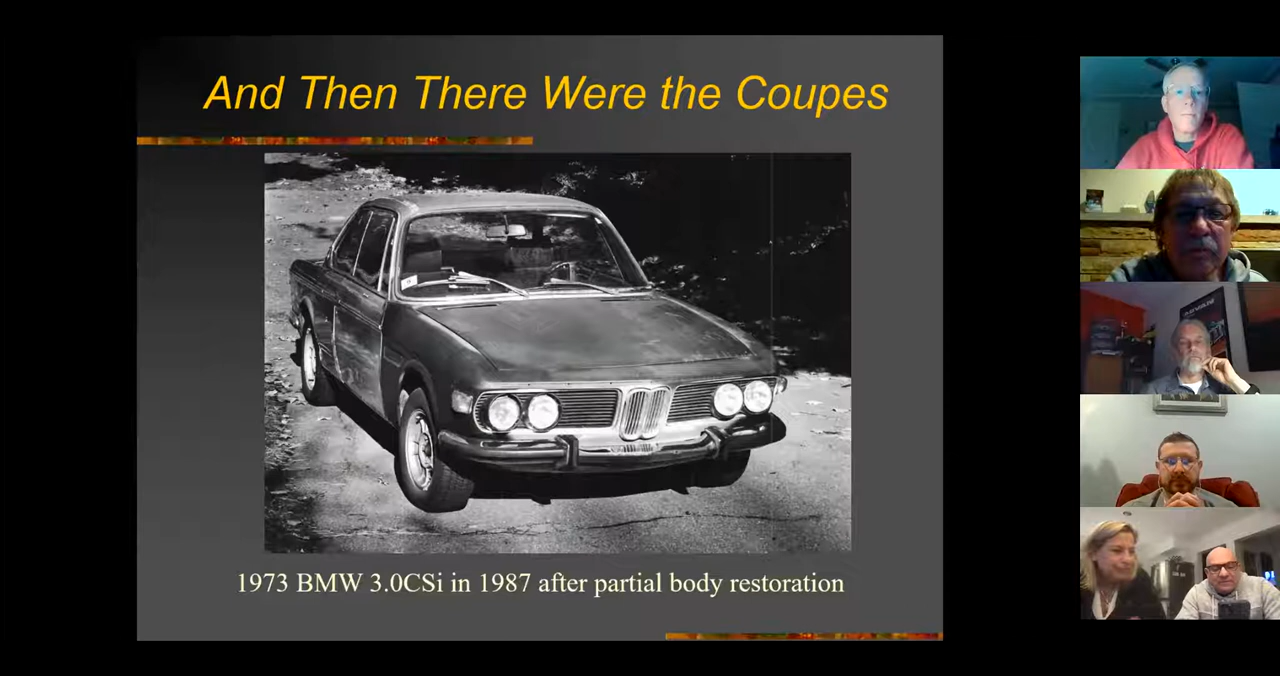 And Then There Were the Coupes
1973 BMW 3.0CSi in 1987 after partial body restoration